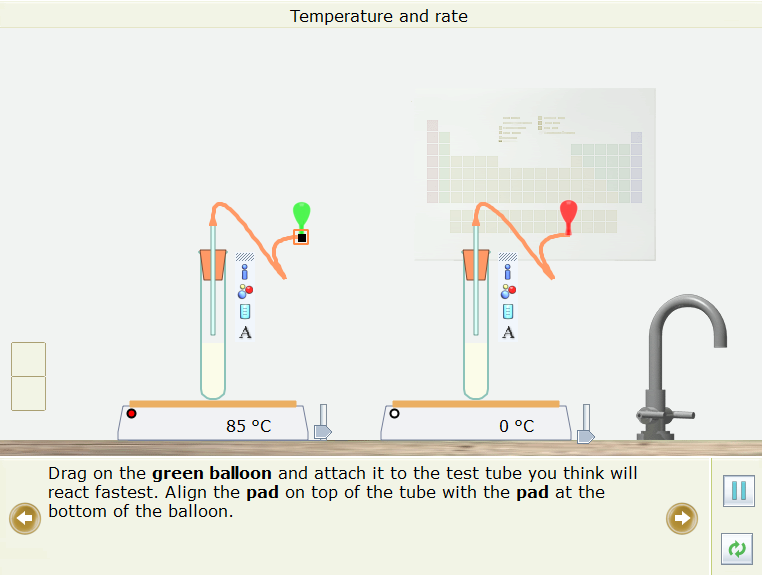 Temperature and rate
A
A
85 °C
0 °C
Drag on the green balloon and attach it to the test tube you think will
react fastest. Align the pad on top of the tube with the pad at the
bottom of the balloon.